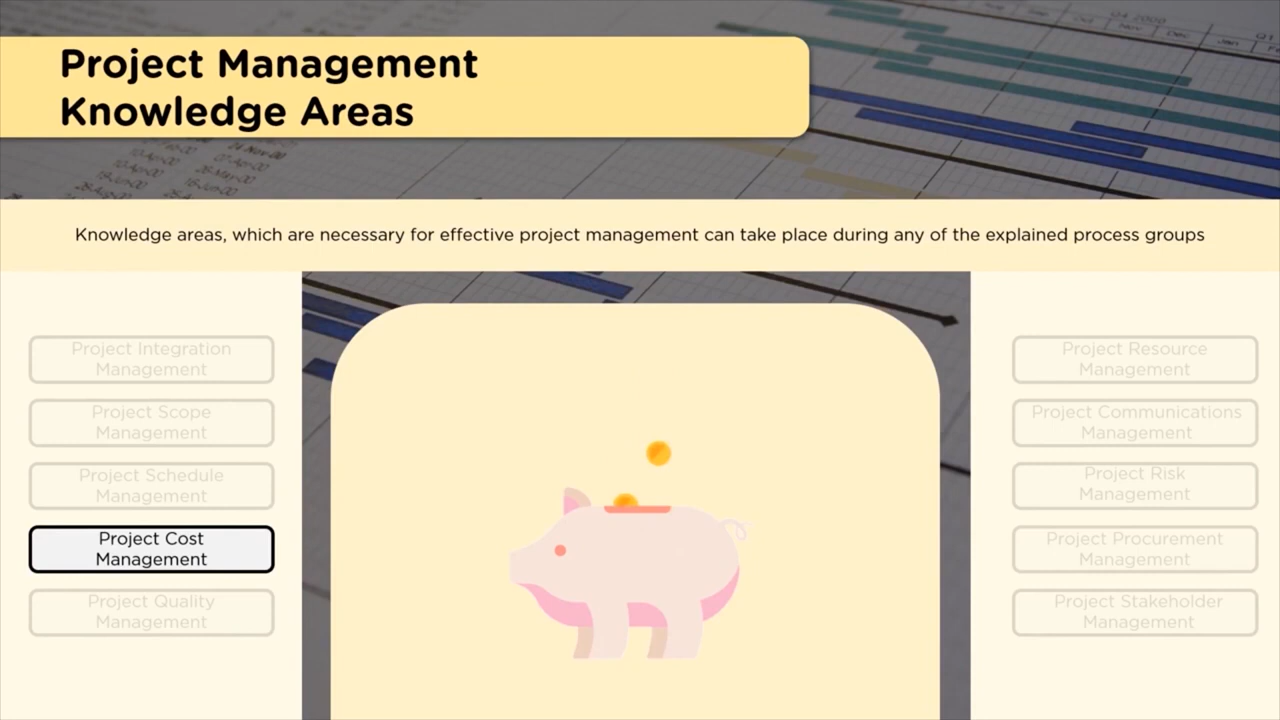 Project Management
Knowledge Areas
Knowledge areas, which are necessary for effective project management can take place during any of the explained process groups
Project Integration
Management
Project Scope
Management
Project Schedule
Management
Project Cost
Management
Project Quality
Management
Project Resource
Management
Project Communications
Management
Project Risk
Management
Project Procurement
Management
Project Stakeholder
Management